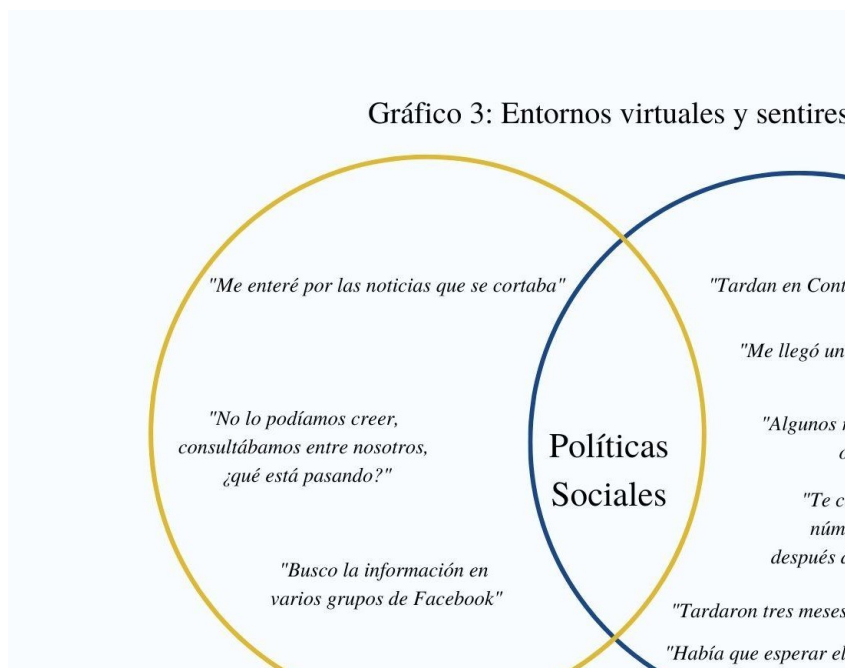 Gráfico 3: Entornos virtuales y sentires
"Me enteré por las noticias que se cortaba"
"No lo podíamos creer,
consultábamos entre nosotros,
¿qué está pasando?"
"Busco la información en
varios grupos de Facebook"
Políticas
Sociales
"Tardan en
"Me llegó un
"Algunos
"Te
después
"Tardaron tres meses
"Había que esperar el